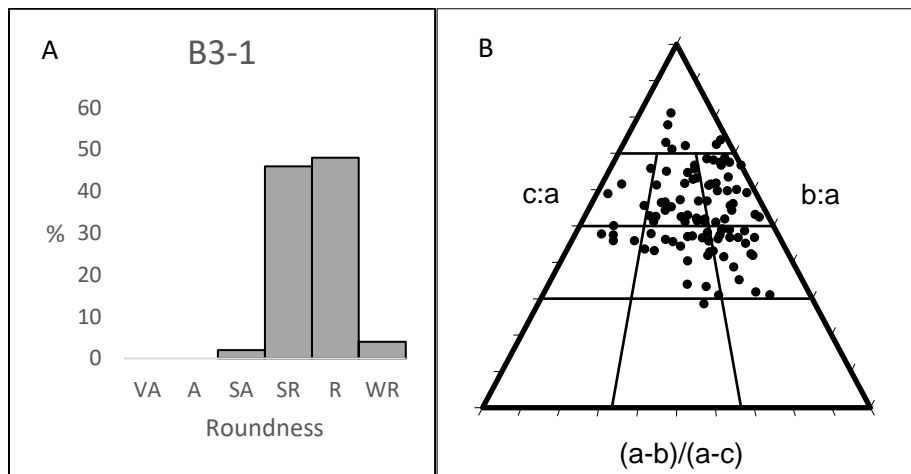 A
B3-1
60
50
40
%
30
20
10
0
VA A SA SR R WR
Roundness
B
c:a
b:a
(a-b)/(a-c)